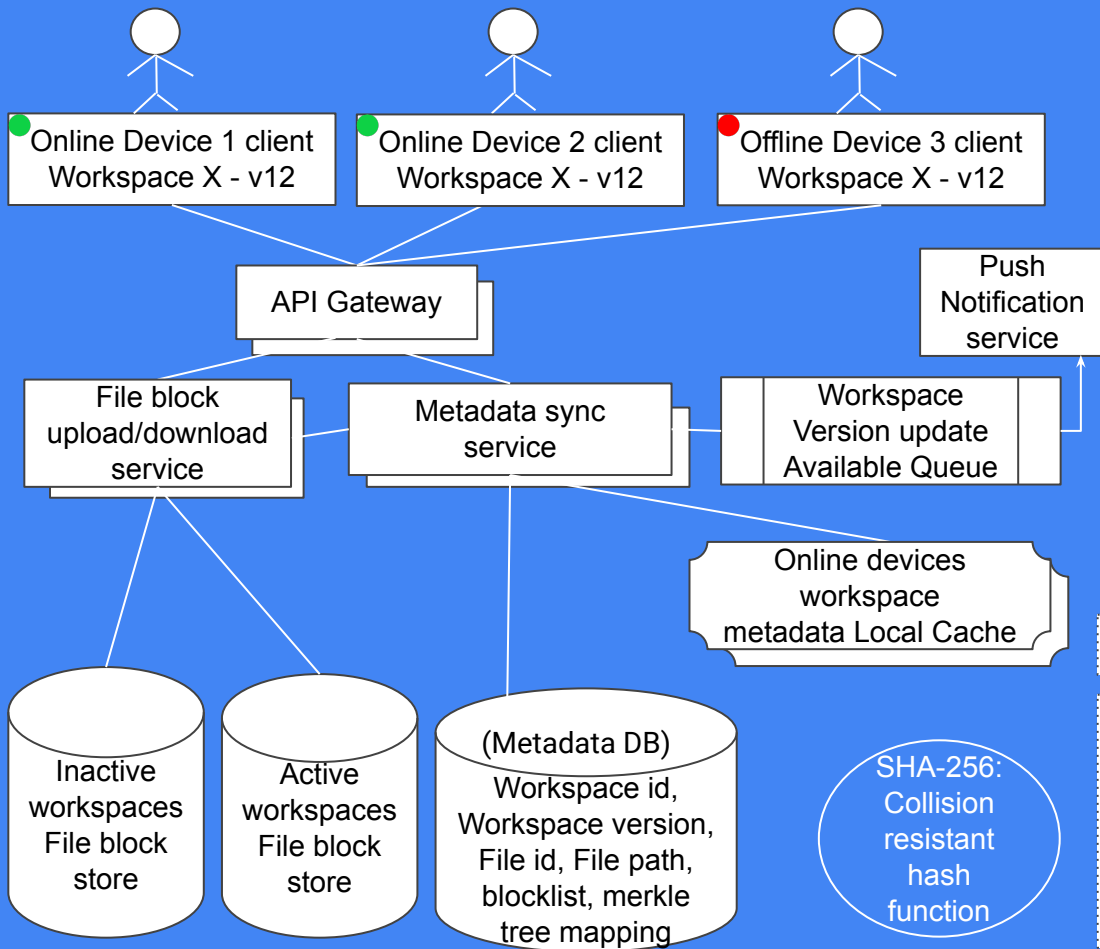 Online Device 1 client
Workspace X - v12
Online Device 2 client
Workspace X - v12
Offline Device 3 client
Workspace X - v12
API Gateway
Push
Notification
service
File block
upload/download
service
Metadata sync
service
Workspace
Version update
Available Queue
Online devices
workspace
metadata Local Cache
Inactive
workspaces
File block
store
Active
workspaces
File block
store
(Metadata DB)
Workspace id,
Workspace version,
File id, File path,
blocklist, merkle
tree mapping
SHA-256:
Collision
resistant
hash
function